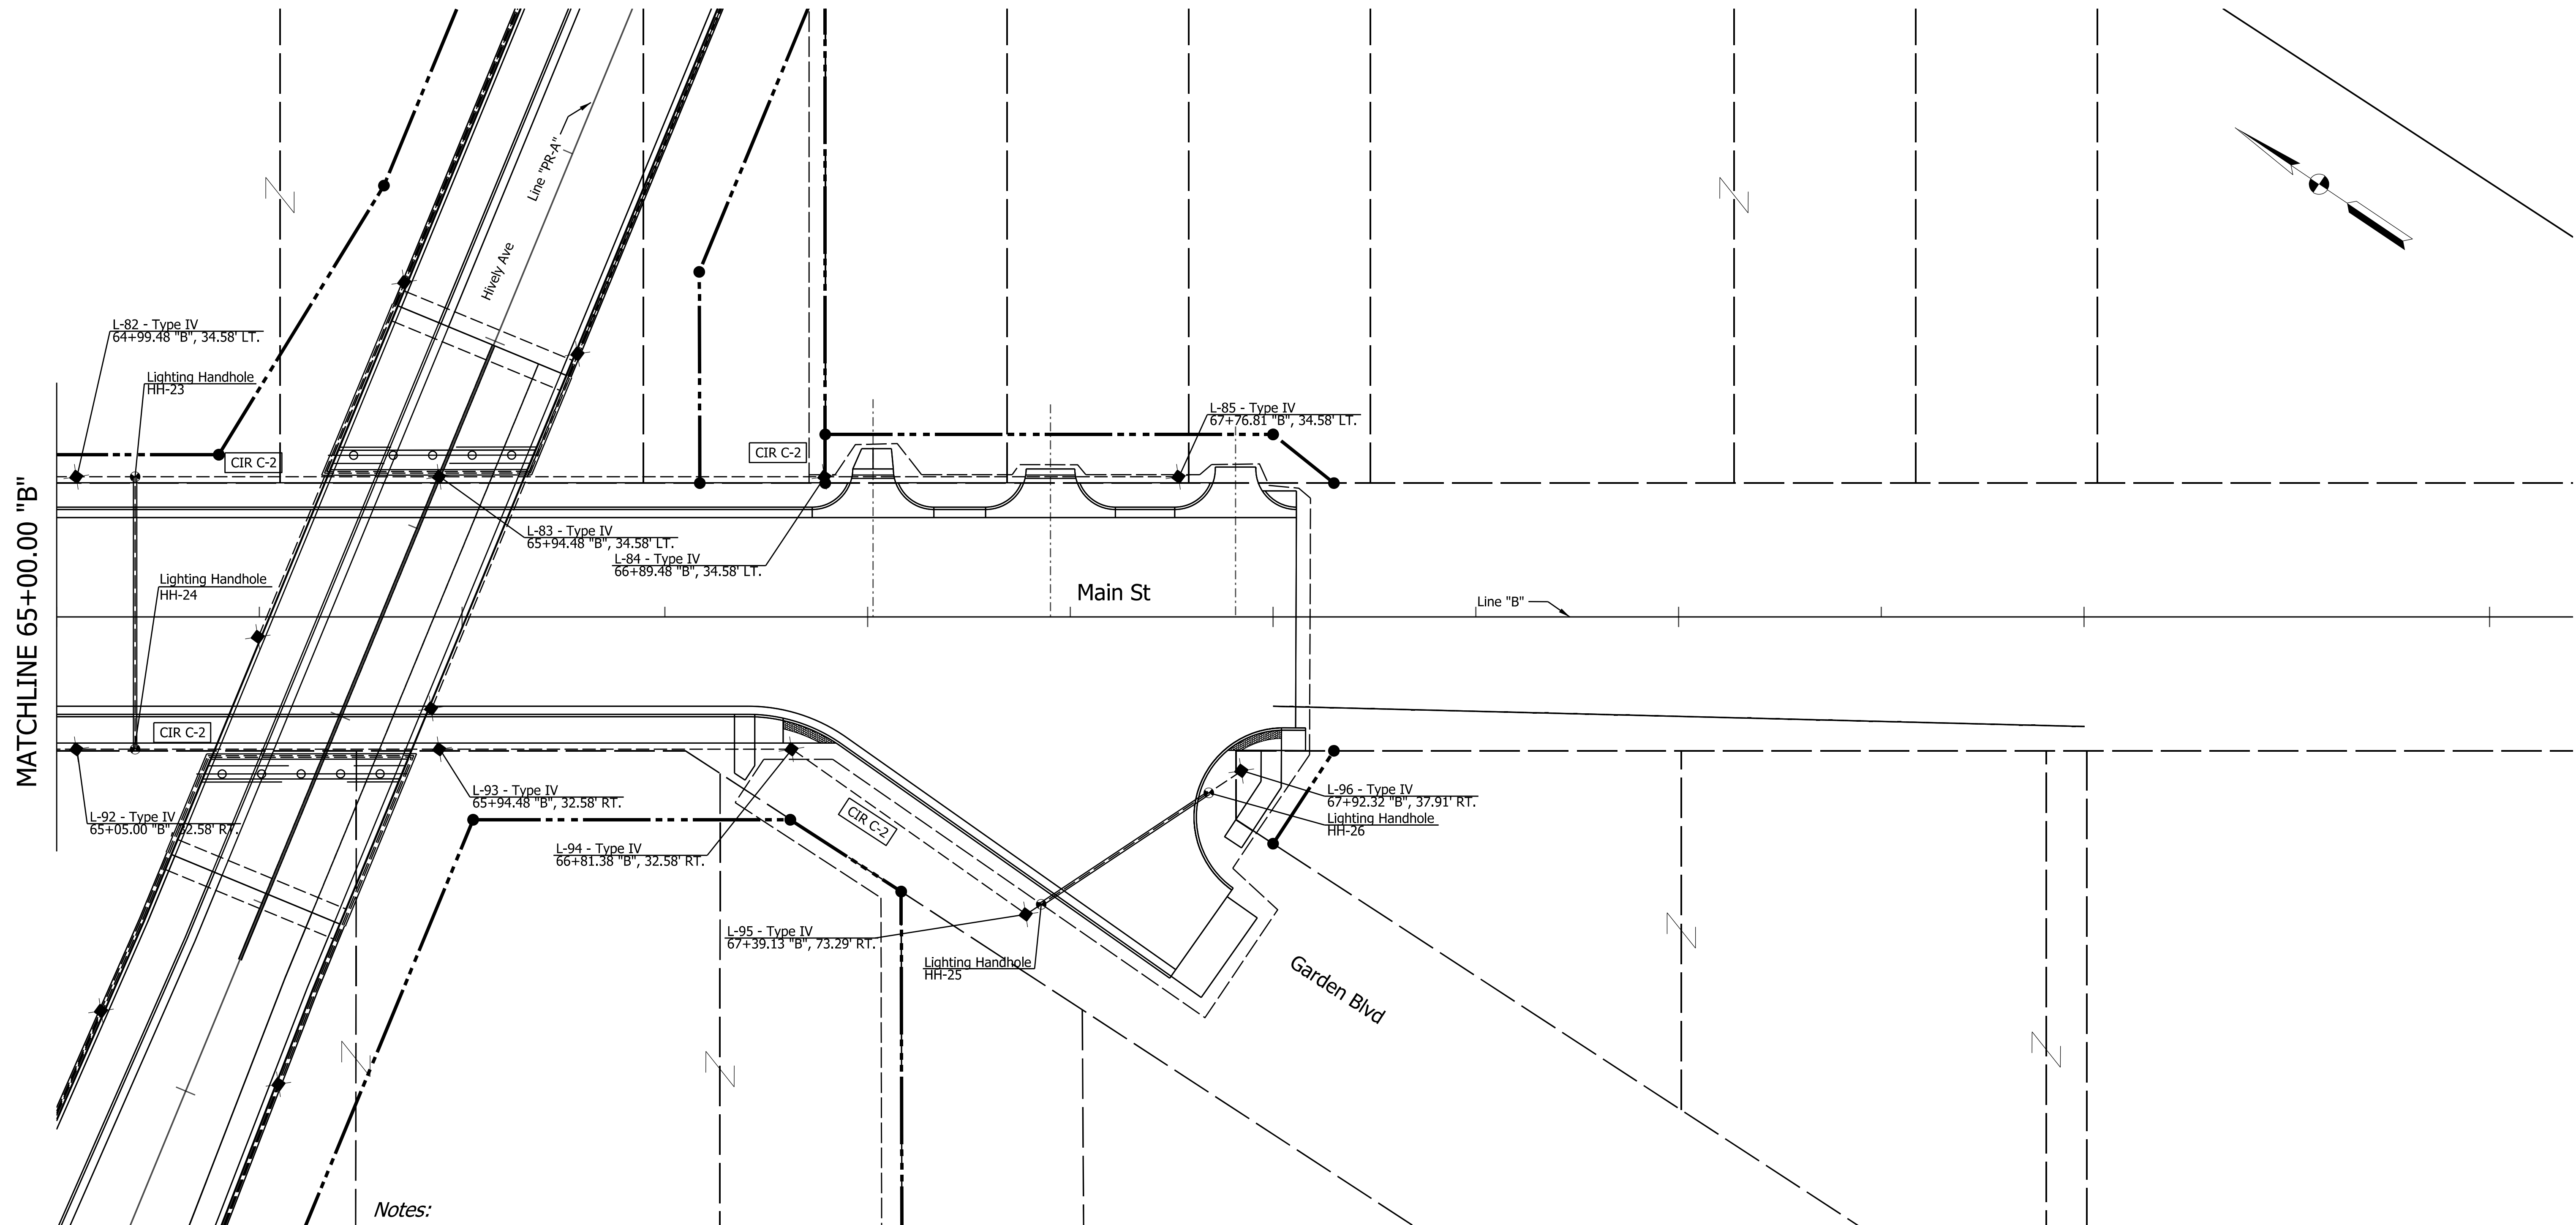 Line "PR-A"
Hively Ave
L-82 - Type IV
64+99.48 "B", 34.58' LT.
Lighting Handhole
HH-23
CIR C-2
CIR C-2
L-85 - Type IV
67+76.81 "B", 34.58' LT.
MATCHLINE 65+00.00 "B"
L-83 - Type IV
65+94.48 "B", 34.58' LT.
L-84 - Type IV
66+89.48 "B", 34.58' LT.
Lighting Handhole
HH-24
Main St
Line "B"
CIR C-2
L-92 - Type IV
65+05.00 "B", 32.58' RT.
L-93 - Type IV
65+94.48 "B", 32.58' RT.
CIR C-2
L-94 - Type IV
66+81.38 "B", 32.58' RT.
L-96 - Type IV
67+92.32 "B", 37.91' RT.
Lighting Handhole
HH-26
L-95 - Type IV
67+39.13 "B", 73.29' RT.
Lighting Handhole
HH-25
Garden Blvd
Notes: